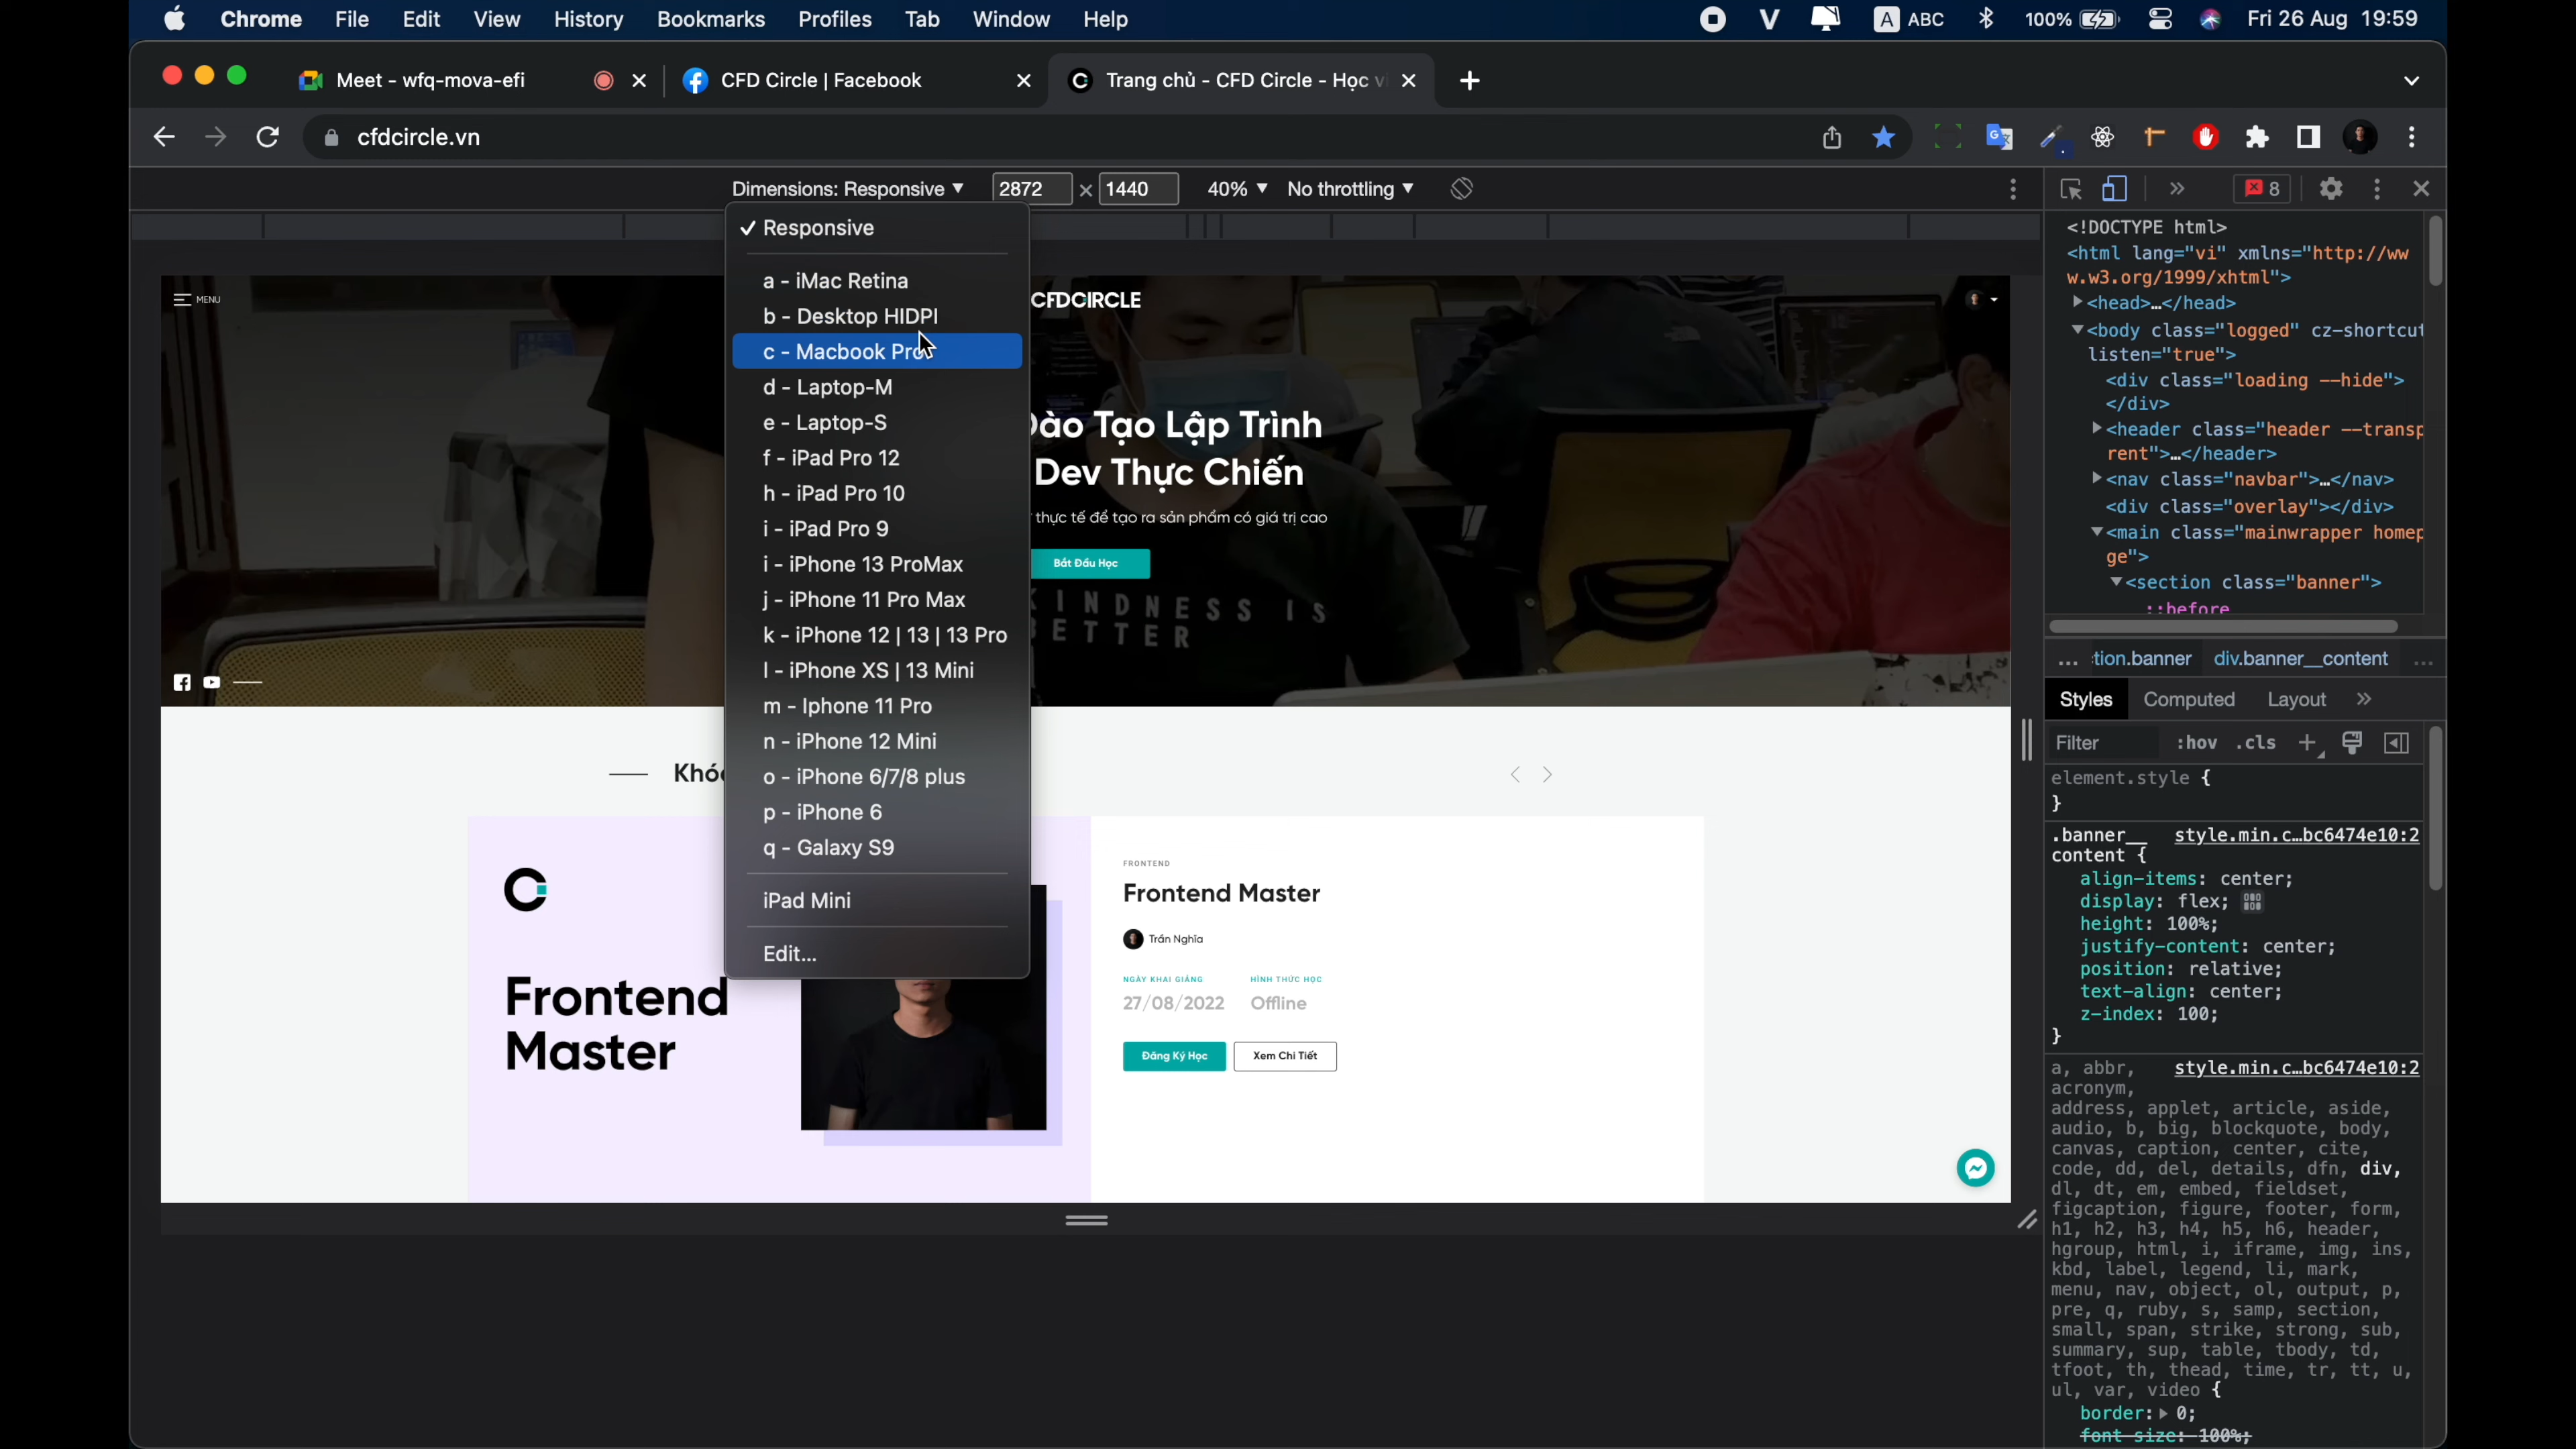 Chrome File Edit View History Bookmarks Profiles Tab Window Help
A ABC 100% Fri 26 Aug 19:59
Meet - wfq-mova-efi
CFD Circle | Facebook
Trang chủ - CFD Circle - Học vi
cfdcircle.vn
Dimensions: Responsive 2872 × 1440 40% No throttling
8
Responsive
a - iMac Retina
b - Desktop HIDPI
c - Macbook Pro
d - Laptop-M
e - Laptop-S
f - iPad Pro 12
h - iPad Pro 10
i - iPad Pro 9
i - iPhone 13 ProMax
j - iPhone 11 Pro Max
k - iPhone 12 | 13 | 13 Pro
l - iPhone XS | 13 Mini
m - Iphone 11 Pro
n - iPhone 12 Mini
o - iPhone 6/7/8 plus
p - iPhone 6
q - Galaxy S9
iPad Mini
Edit...
MENU
CFDCIRCLE
Đào Tạo Lập Trình
Dev Thực Chiến
thực tế để tạo ra sản phẩm có giá trị cao
Bắt Đầu Học
KINDNESS IS
BETTER
Khóa
Frontend
Master
FRONTEND
Frontend Master
Trần Nghĩa
NGÀY KHAI GIẢNG HÌNH THỨC HỌC
27/08/2022 Offline
Đăng Ký Học Xem Chi Tiết
<!DOCTYPE html>
<html lang="vi" xmlns="http://ww
w.w3.org/1999/xhtml">
<head>…</head>
<body class="logged" cz-shortcut
listen="true">
<div class="loading --hide">
</div>
<header class="header --transp
rent">…</header>
<nav class="navbar">…</nav>
<div class="overlay"></div>
<main class="mainwrapper homep
ge">
<section class="banner">
::before
… tion.banner div.banner__content …
Styles Computed Layout
Filter :hov .cls
element.style {
}
.banner__ style.min.c…bc6474e10:2
content {
align-items: center;
display: flex;
height: 100%;
justify-content: center;
position: relative;
text-align: center;
z-index: 100;
}
a, abbr, style.min.c…bc6474e10:2
acronym,
address, applet, article, aside,
audio, b, big, blockquote, body,
canvas, caption, center, cite,
code, dd, del, details, dfn, div,
dl, dt, em, embed, fieldset,
figcaption, figure, footer, form,
h1, h2, h3, h4, h5, h6, header,
hgroup, html, i, iframe, img, ins,
kbd, label, legend, li, mark,
menu, nav, object, ol, output, p,
pre, q, ruby, s, samp, section,
small, span, strike, strong, sub,
summary, sup, table, tbody, td,
tfoot, th, thead, time, tr, tt, u,
ul, var, video {
border: 0;
font-size: 100%;